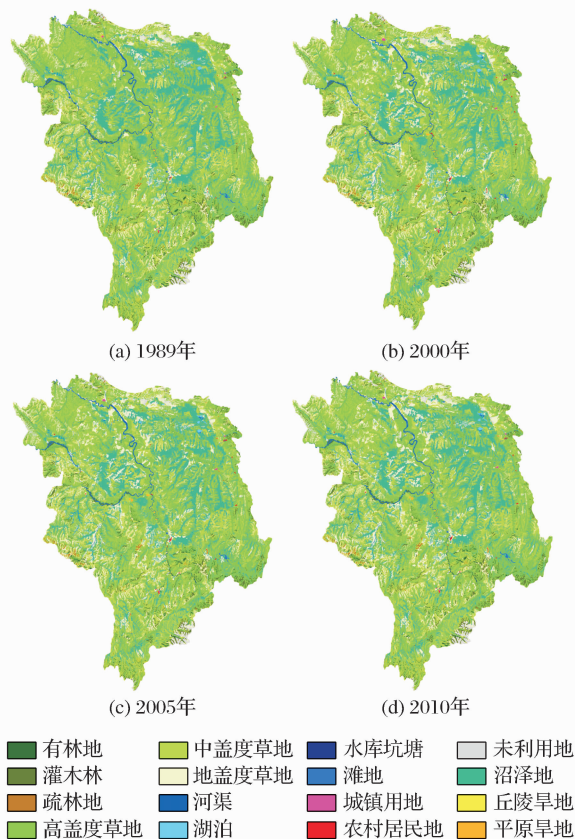 (a) 1989年
(b) 2000年
(c) 2005年
(d) 2010年
有林地
中盖度草地
水库坑塘
未利用地
灌木林
地盖度草地
滩地
沼泽地
疏林地
河渠
城镇用地
丘陵旱地
高盖度草地
湖泊
农村居民地
平原旱地